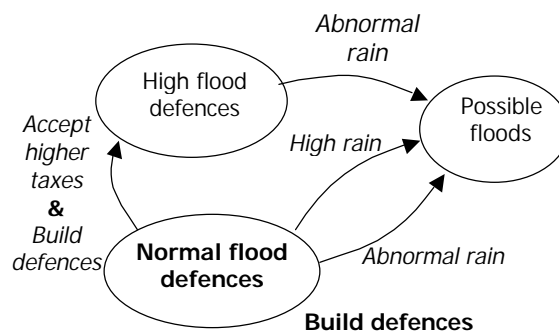 Abnormal
rain
High flood
defences
Possible
floods
Accept
higher
taxes
&
Build
defences
High rain
Normal flood
defences
Abnormal rain
Build defences